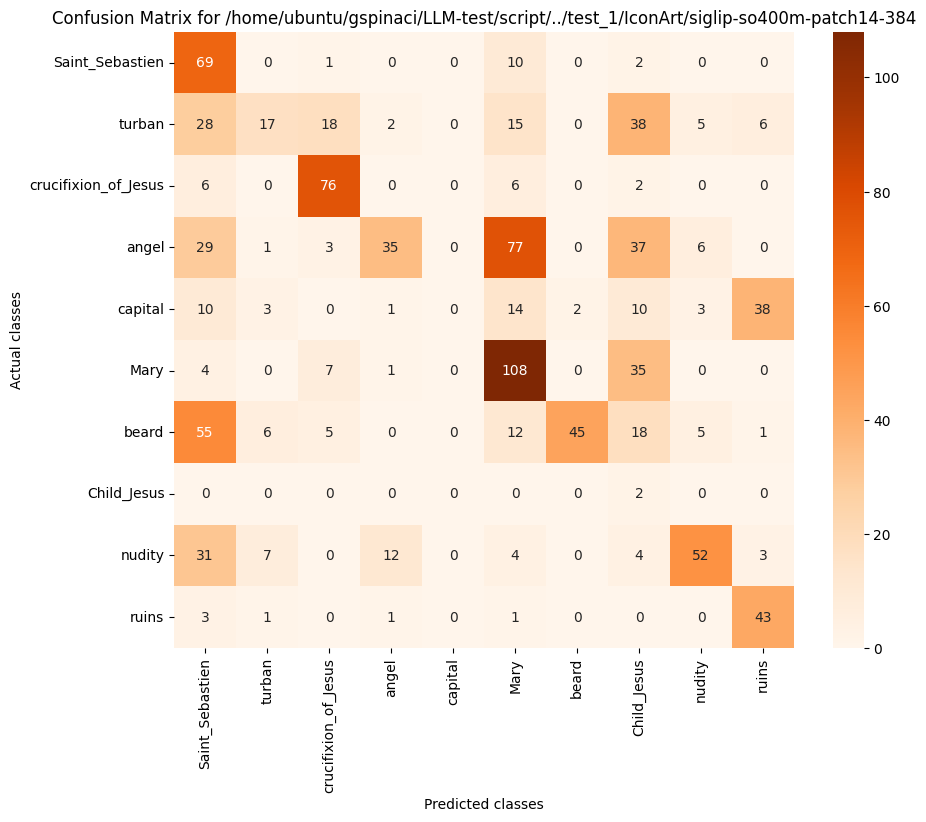 Confusion Matrix for /home/ubuntu/gspinaci/LLM-test/script/../test_1/IconArt/siglip-so400m-patch14-384
Saint_Sebastien 69 0 1 0 0 10 0 2 0 0
turban 28 17 18 2 0 15 0 38 5 6
crucifixion_of_Jesus 6 0 76 0 0 6 0 2 0 0
angel 29 1 3 35 0 77 0 37 6 0
capital 10 3 0 1 0 14 2 10 3 38
Mary 4 0 7 1 0 108 0 35 0 0
beard 55 6 5 0 0 12 45 18 5 1
Child_Jesus 0 0 0 0 0 0 0 2 0 0
nudity 31 7 0 12 0 4 0 4 52 3
ruins 3 1 0 1 0 1 0 0 0 43
Actual classes
Saint_Sebastien
turban
crucifixion_of_Jesus
angel
capital
Mary
beard
Child_Jesus
nudity
ruins
Predicted classes
100
80
60
40
20
0